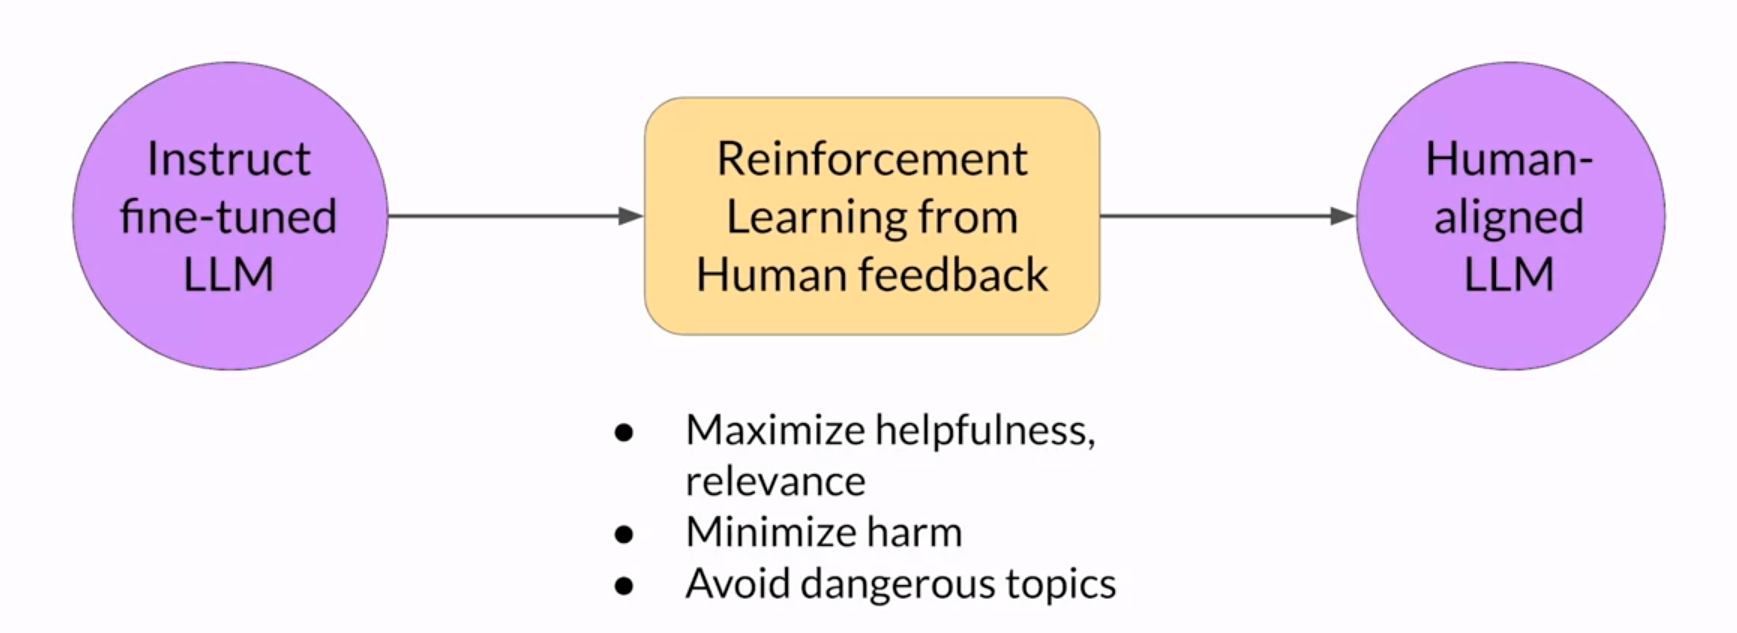 Instruct
fine-tuned
LLM
Reinforcement
Learning from
Human feedback
Human-
aligned
LLM
● Maximize helpfulness,
relevance
● Minimize harm
● Avoid dangerous topics